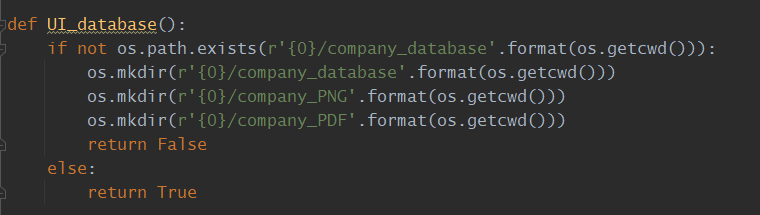 def UI_database():
    if not os.path.exists(r'{0}/company_database'.format(os.getcwd())):
        os.mkdir(r'{0}/company_database'.format(os.getcwd()))
        os.mkdir(r'{0}/company_PNG'.format(os.getcwd()))
        os.mkdir(r'{0}/company_PDF'.format(os.getcwd()))
        return False
    else:
        return True